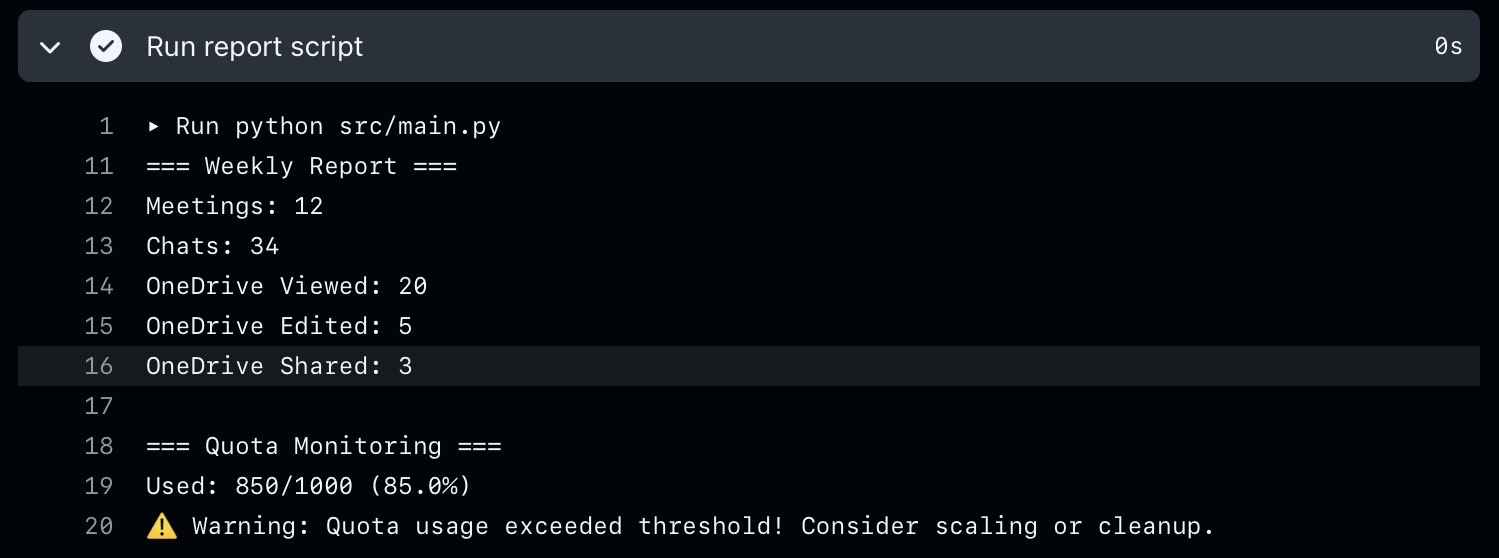 Run report script
0s
1 ▸ Run python src/main.py
11 === Weekly Report ===
12 Meetings: 12
13 Chats: 34
14 OneDrive Viewed: 20
15 OneDrive Edited: 5
16 OneDrive Shared: 3
17
18 === Quota Monitoring ===
19 Used: 850/1000 (85.0%)
20 ⚠️ Warning: Quota usage exceeded threshold! Consider scaling or cleanup.